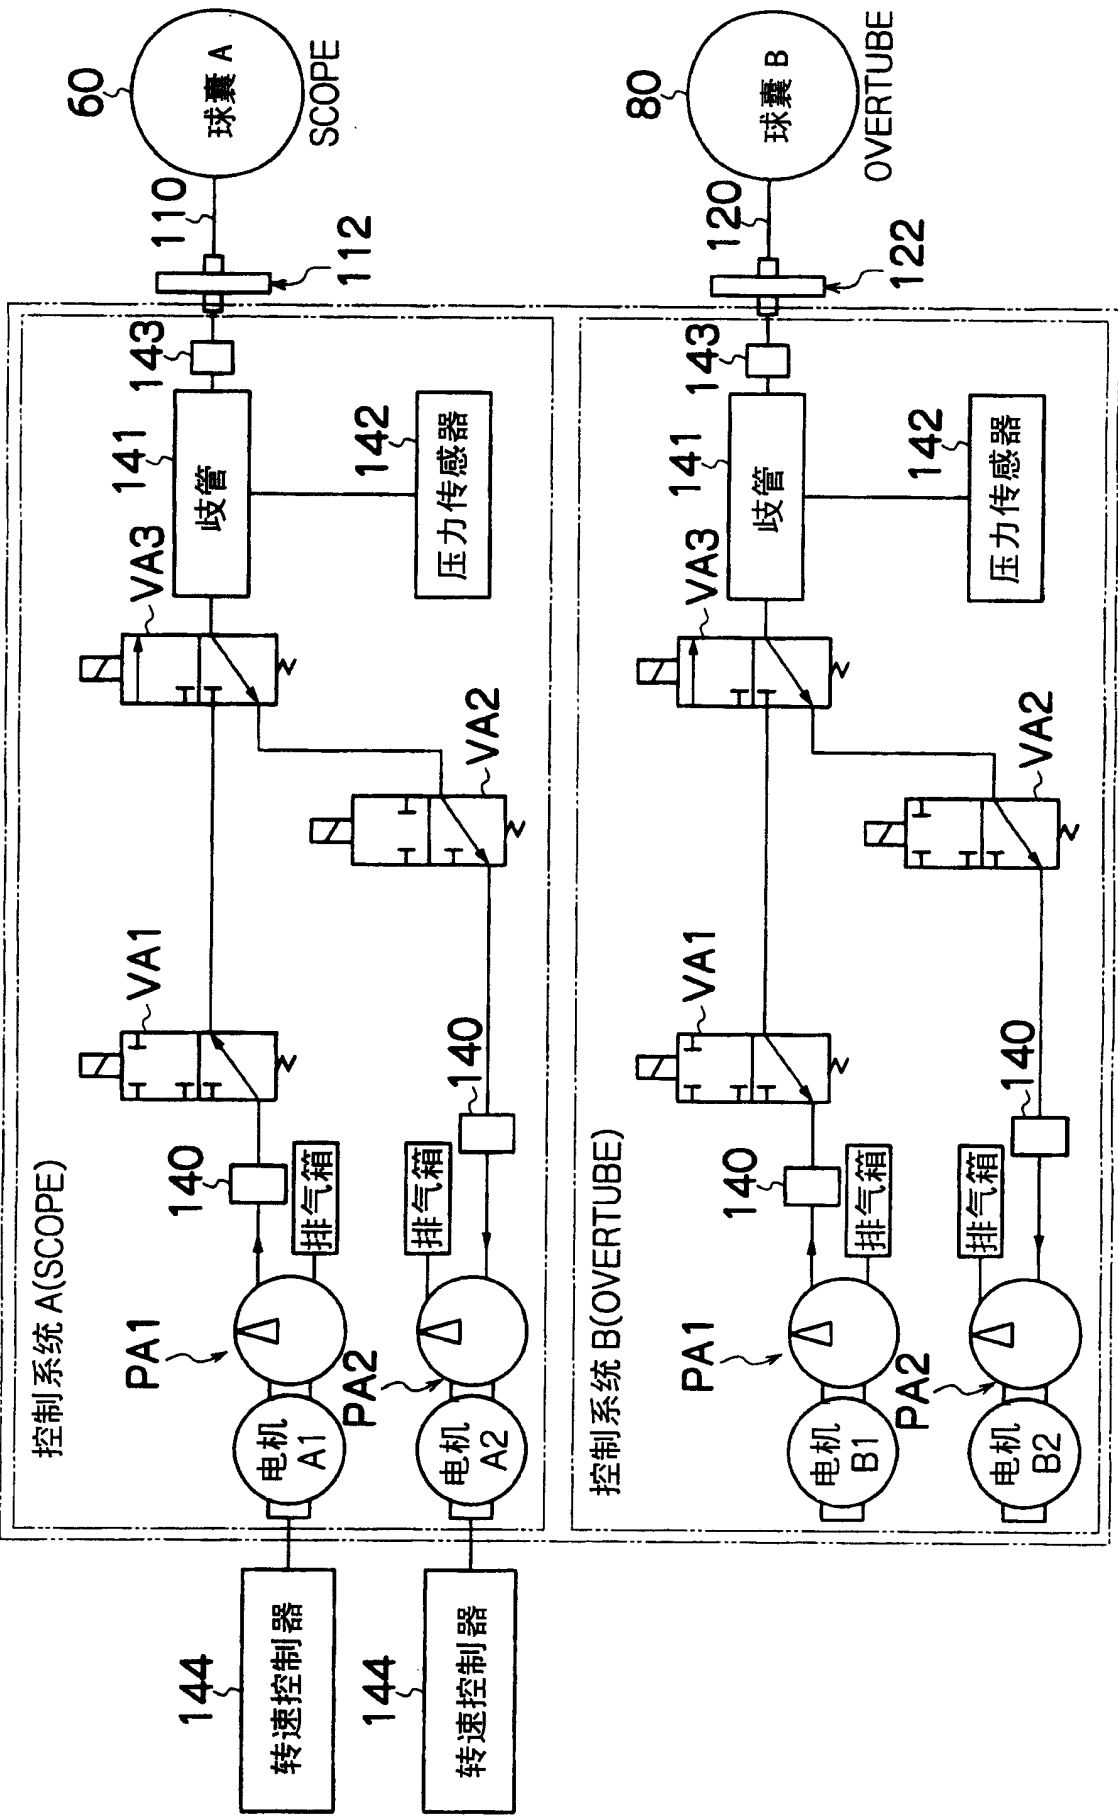 60
球囊 A
SCOPE
110
112
控制系统 A(SCOPE)
143
141
歧管
142
压力传感器
VA3
VA2
VA1
140
140
排气箱
排气箱
PA1
PA2
电机
A1
电机
A2
144
转速控制器
144
转速控制器
80
球囊 B
OVERTUBE
120
122
控制系统 B(OVERTUBE)
143
141
歧管
142
压力传感器
VA3
VA2
VA1
140
140
排气箱
排气箱
PA1
PA2
电机
B1
电机
B2